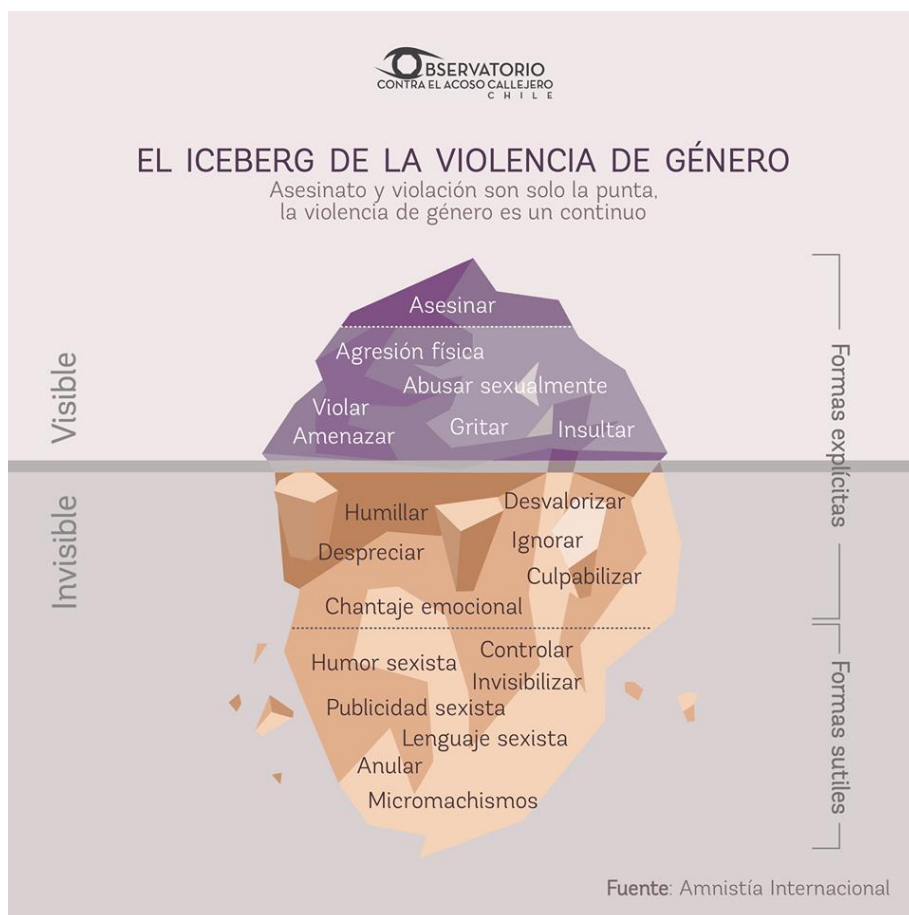 OBSERVATORIO
CONTRA EL ACOSO CALLEJERO
CHILE
EL ICEBERG DE LA VIOLENCIA DE GÉNERO
Asesinato y violación son solo la punta,
la violencia de género es un continuo
Visible
Asesinar
Agresión física
Abusar sexualmente
Violar
Gritar
Insultar
Amenazar
Formas explícitas
Invisible
Desvalorizar
Humillar
Ignorar
Despreciar
Culpabilizar
Chantaje emocional
Formas sutiles
Controlar
Humor sexista
Invisibilizar
Publicidad sexista
Lenguaje sexista
Anular
Micromachismos
Fuente: Amnistía Internacional